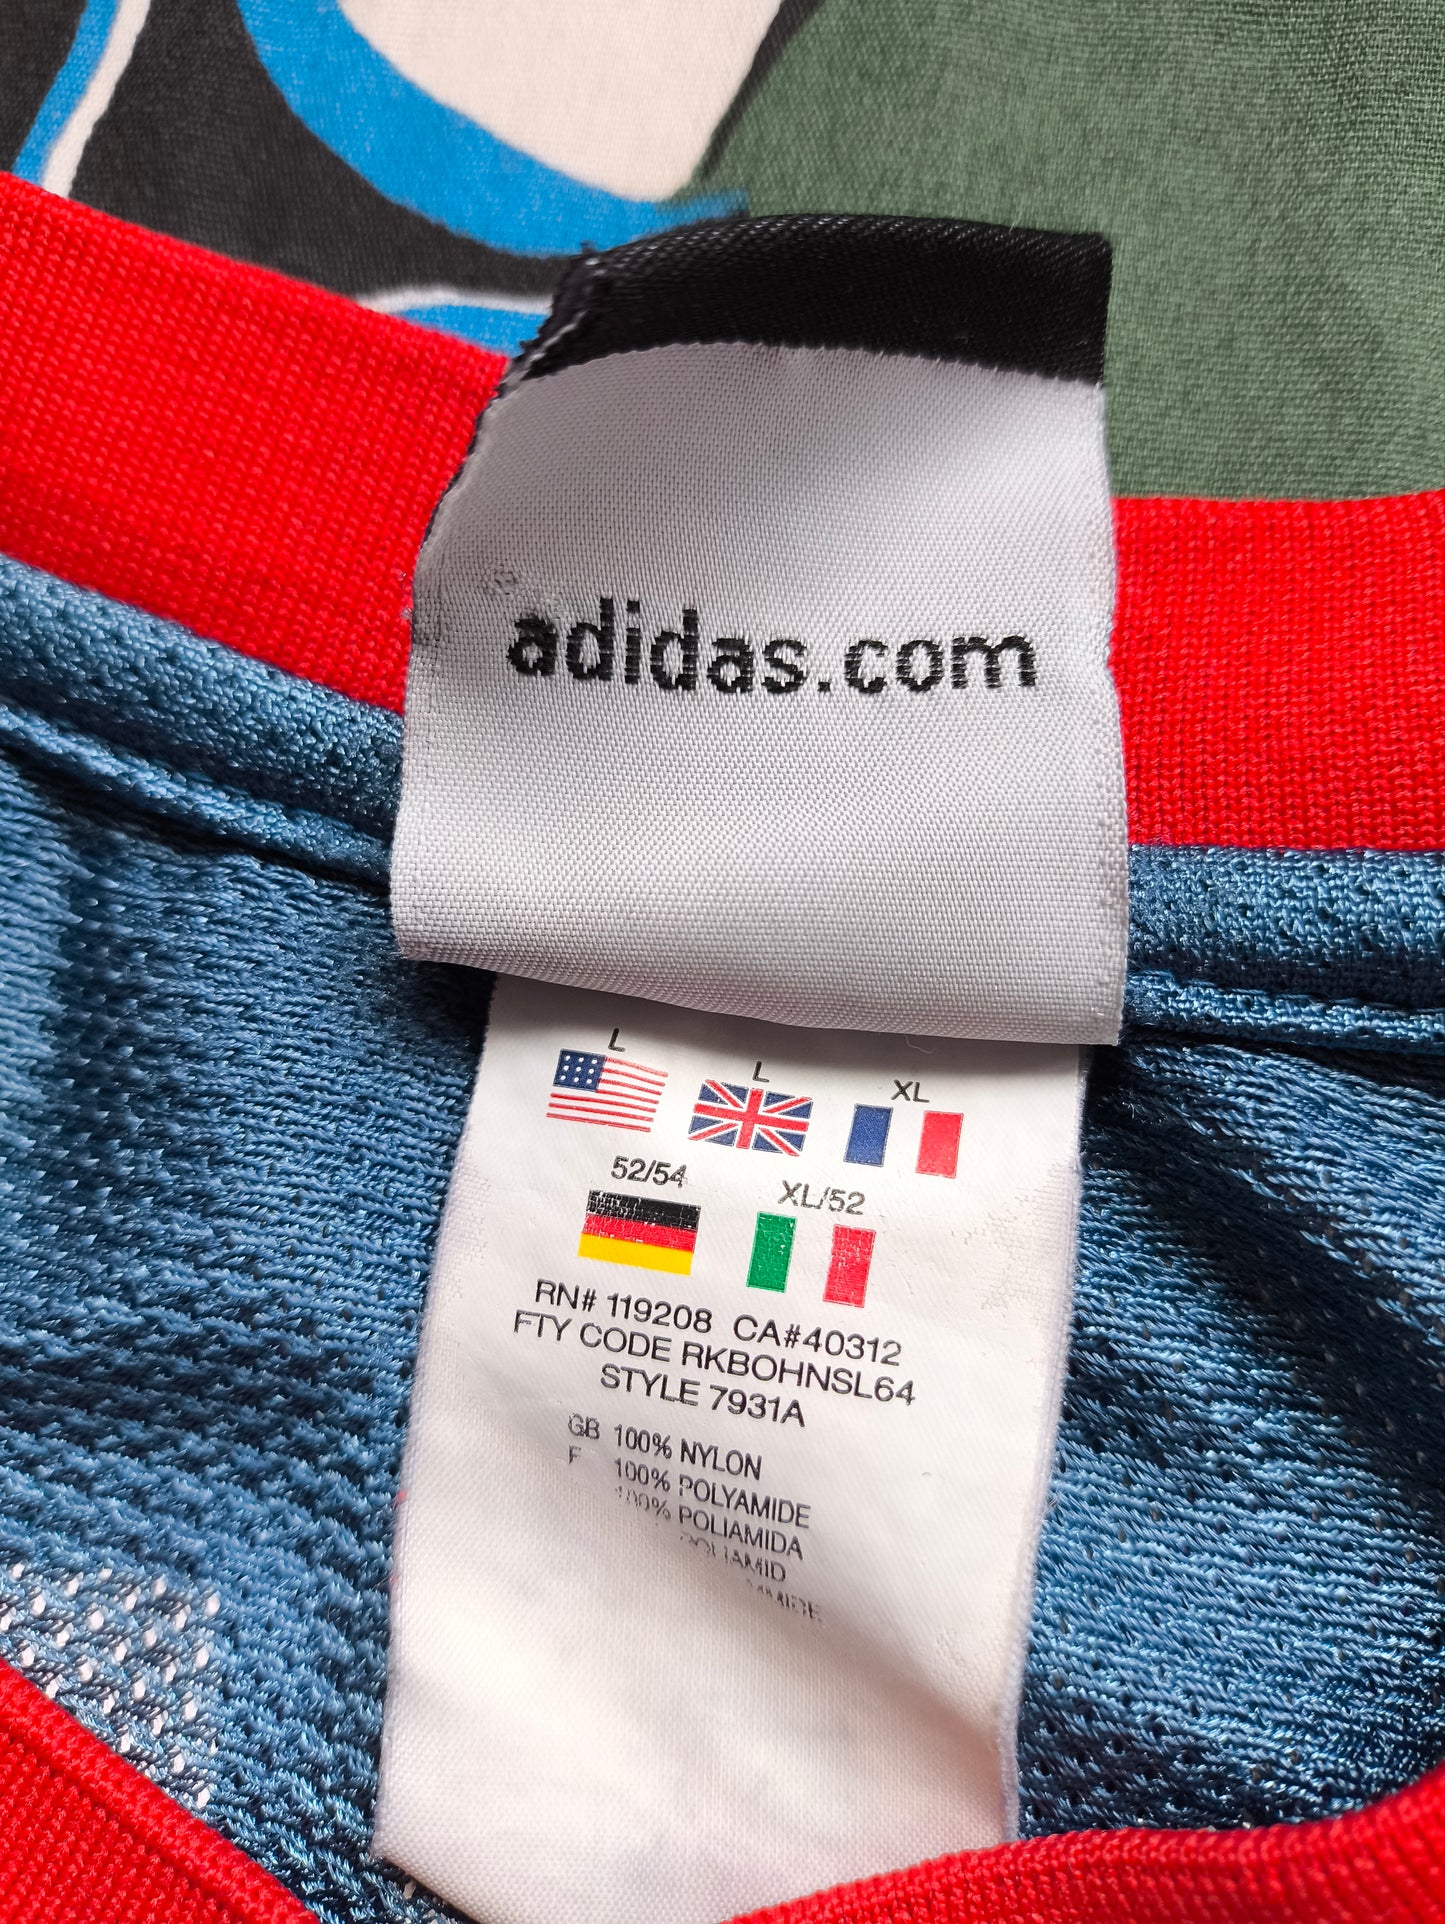 adidas.com
L L XL
52/54 XL/52
RN# 119208 CA#40312
FTY CODE RKBOHNSL64
STYLE 7931A
GB 100% NYLON
F 100% POLYAMIDE
100% POLIAMIDA